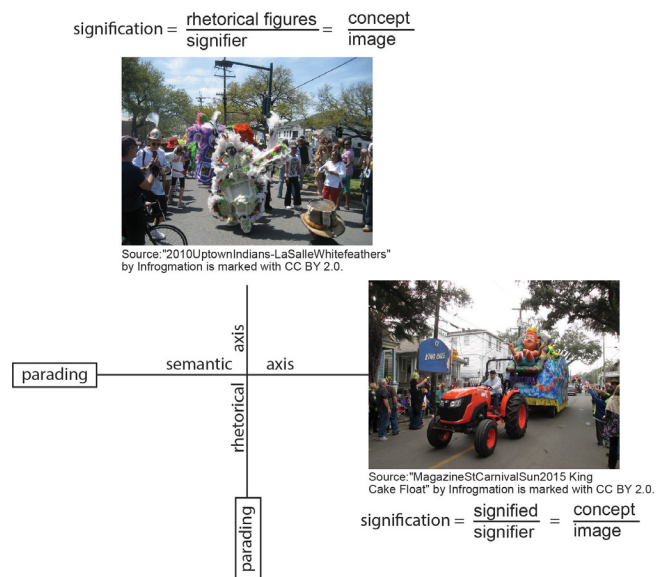 signification = rhetorical figures / signifier = concept / image
Source:"2010UptownIndians-LaSalleWhitefeathers"
by Infrogmation is marked with CC BY 2.0.
rhetorical axis
semantic axis
parading
parading
Source:"MagazineStCarnivalSun2015 King
Cake Float" by Infrogmation is marked with CC BY 2.0.
signification = signified / signifier = concept / image